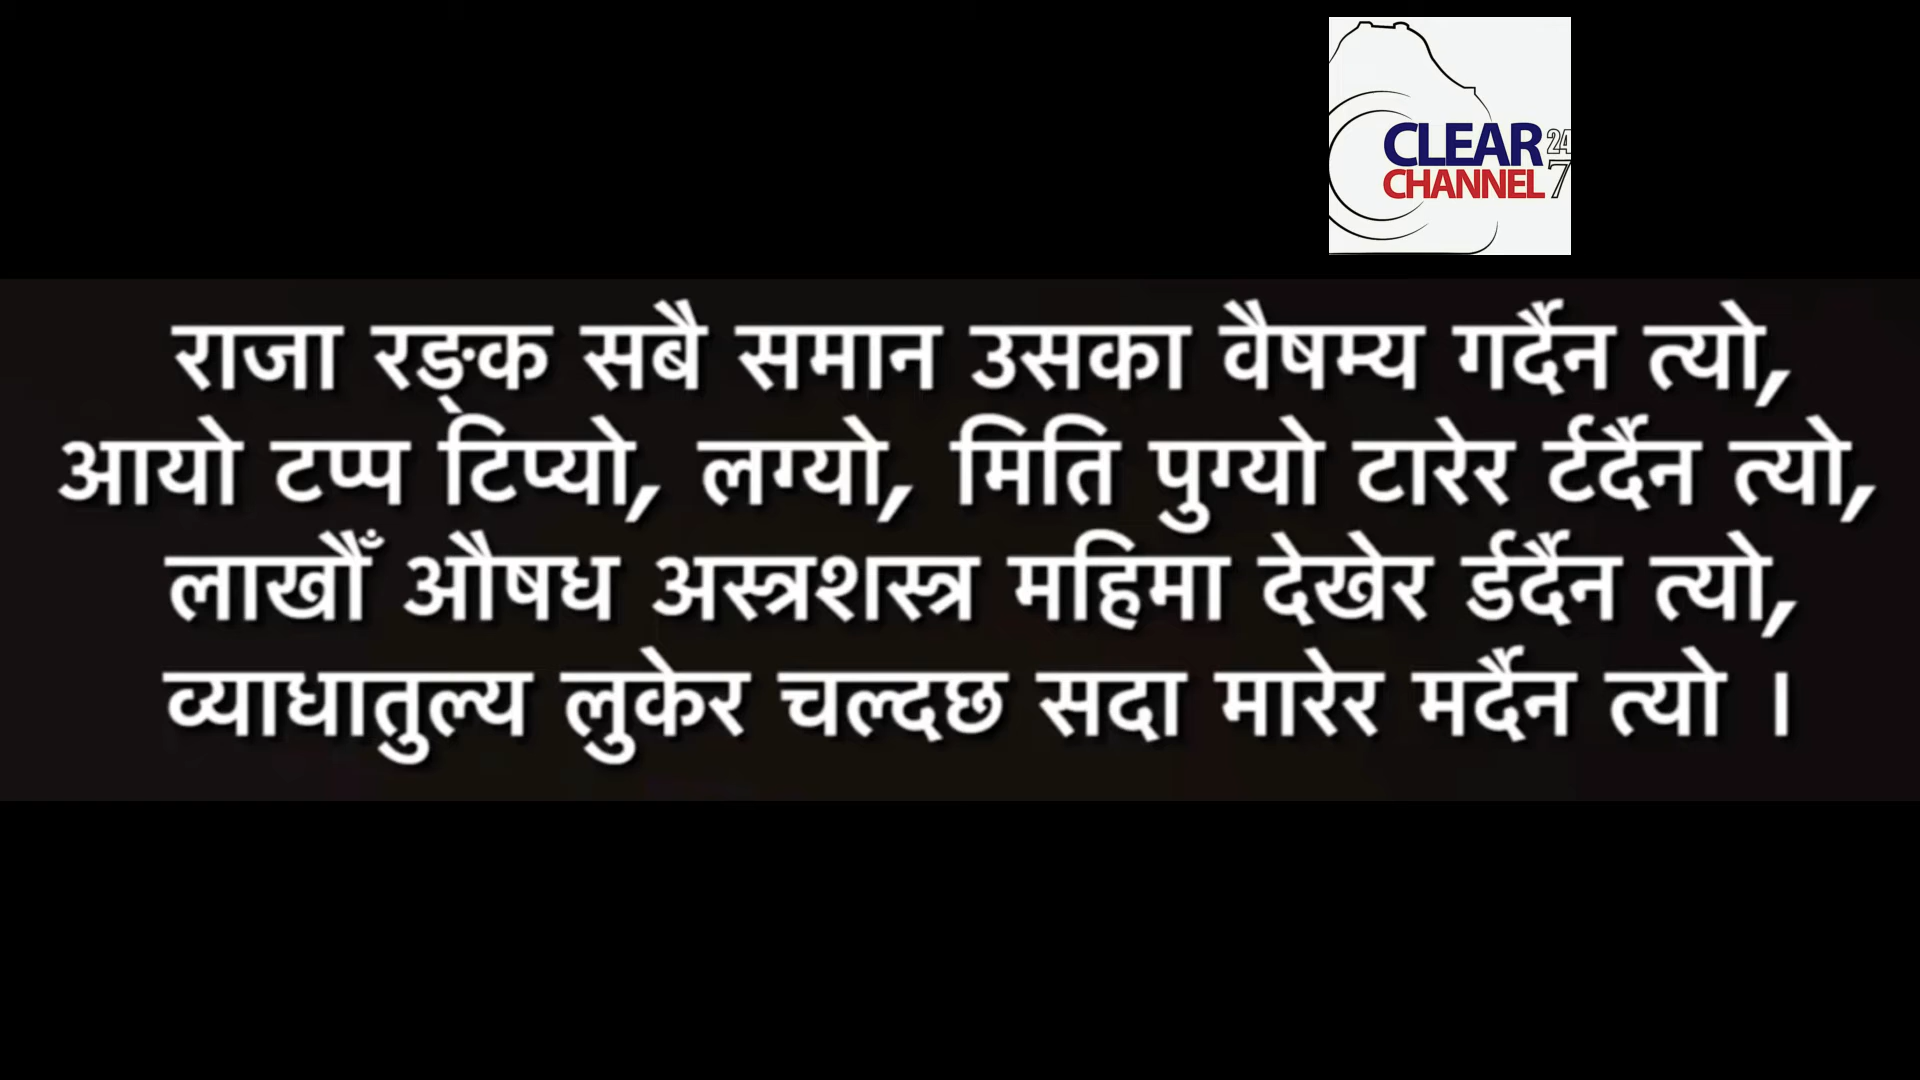 CLEAR 24
CHANNEL 7
राजा रङ्क सबै समान उसका वैषम्य गर्दैन त्यो,
आयो टप्प टिप्यो, लग्यो, मिति पुग्यो टारेर र्टर्दैन त्यो,
लाखौँ औषध अस्त्रशस्त्र महिमा देखेर र्डर्दैन त्यो,
व्याधातुल्य लुकेर चल्दछ सदा मारेर मर्दैन त्यो ।